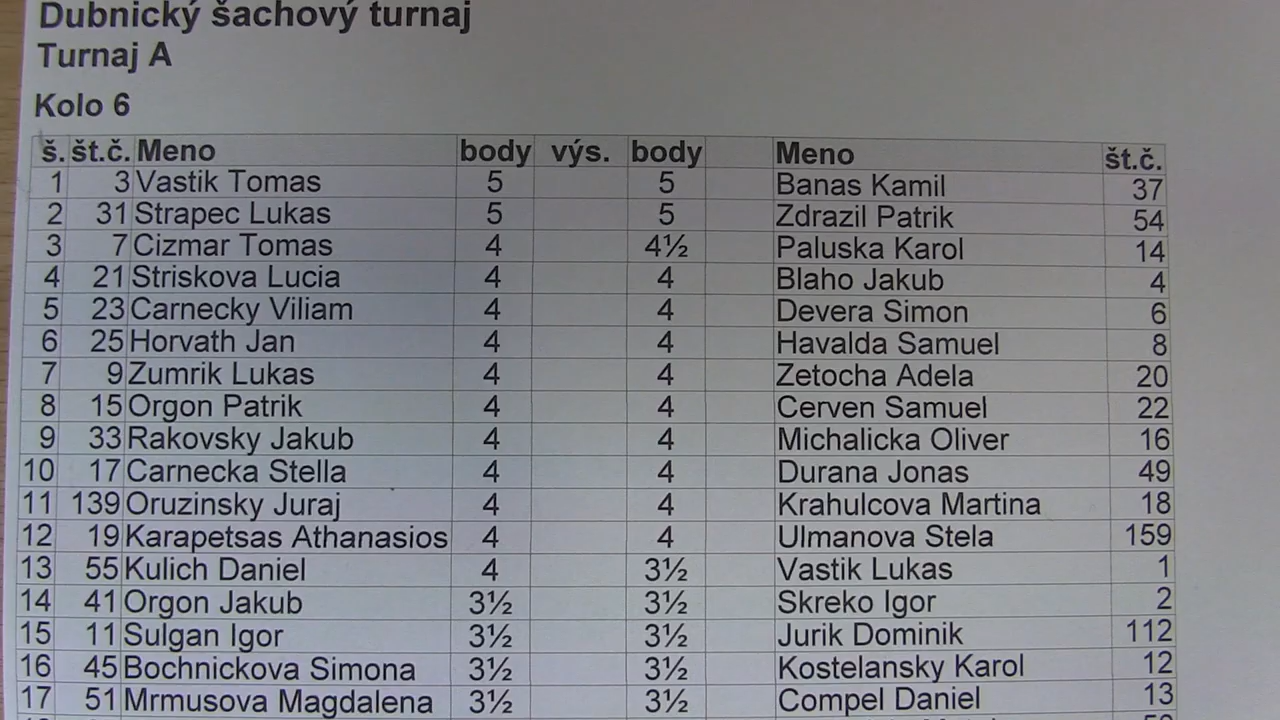 Dubnický šachový turnaj
Turnaj A
Kolo 6
š. št.č. Meno body výs. body Meno št.č.
1 3 Vastik Tomas 5 5 Banas Kamil 37
2 31 Strapec Lukas 5 5 Zdrazil Patrik 54
3 7 Cizmar Tomas 4 4½ Paluska Karol 14
4 21 Striskova Lucia 4 4 Blaho Jakub 4
5 23 Carnecky Viliam 4 4 Devera Simon 6
6 25 Horvath Jan 4 4 Havalda Samuel 8
7 9 Zumrik Lukas 4 4 Zetocha Adela 20
8 15 Orgon Patrik 4 4 Cerven Samuel 22
9 33 Rakovsky Jakub 4 4 Michalicka Oliver 16
10 17 Carnecka Stella 4 4 Durana Jonas 49
11 139 Oruzinsky Juraj 4 4 Krahulcova Martina 18
12 19 Karapetsas Athanasios 4 4 Ulmanova Stela 159
13 55 Kulich Daniel 4 3½ Vastik Lukas 1
14 41 Orgon Jakub 3½ 3½ Skreko Igor 2
15 11 Sulgan Igor 3½ 3½ Jurik Dominik 112
16 45 Bochnickova Simona 3½ 3½ Kostelansky Karol 12
17 51 Mrmusova Magdalena 3½ 3½ Compel Daniel 13